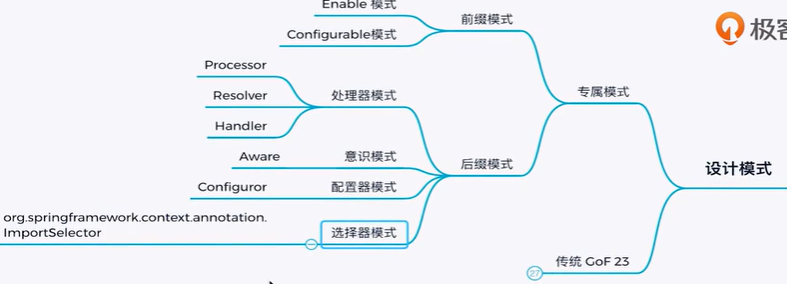 Enable 模式
前缀模式
Configurable模式
极客
Processor
专属模式
Resolver
处理器模式
Handler
Aware
意识模式
后缀模式
设计模式
Configuror
配置器模式
org.springframework.context.annotation.
ImportSelector
选择器模式
传统 GoF 23
27